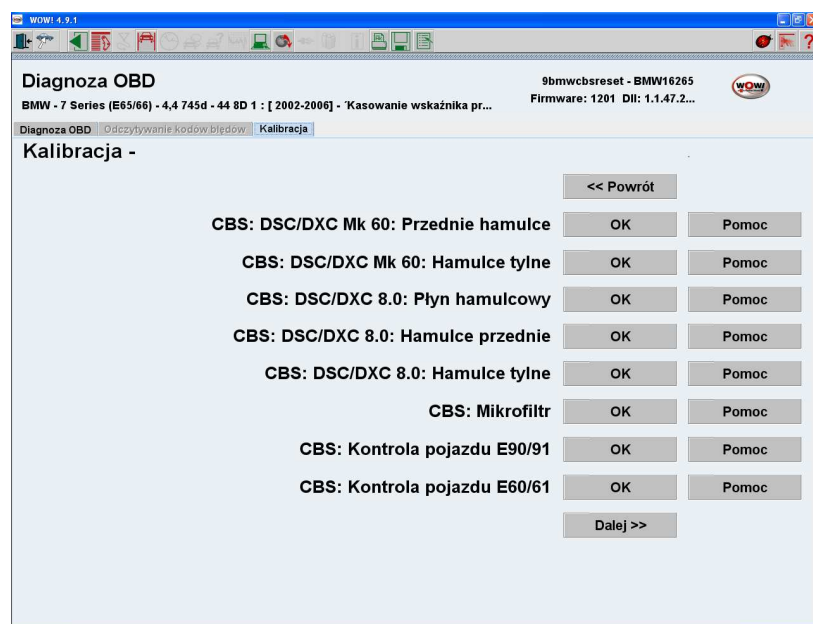 WOW! 4.9.1
Diagnoza OBD
9bmwcbsreset - BMW16265
BMW - 7 Series (E65/66) - 4,4 745d - 44 8D 1 : [ 2002-2006] - ´Kasowanie wskaźnika pr...
Firmware: 1201 Dll: 1.1.47.2...
WOW!
Diagnoza OBD Odczytywanie kodów błędów Kalibracja
Kalibracja -
<< Powrót
CBS: DSC/DXC Mk 60: Przednie hamulce OK Pomoc
CBS: DSC/DXC Mk 60: Hamulce tylne OK Pomoc
CBS: DSC/DXC 8.0: Płyn hamulcowy OK Pomoc
CBS: DSC/DXC 8.0: Hamulce przednie OK Pomoc
CBS: DSC/DXC 8.0: Hamulce tylne OK Pomoc
CBS: Mikrofiltr OK Pomoc
CBS: Kontrola pojazdu E90/91 OK Pomoc
CBS: Kontrola pojazdu E60/61 OK Pomoc
Dalej >>